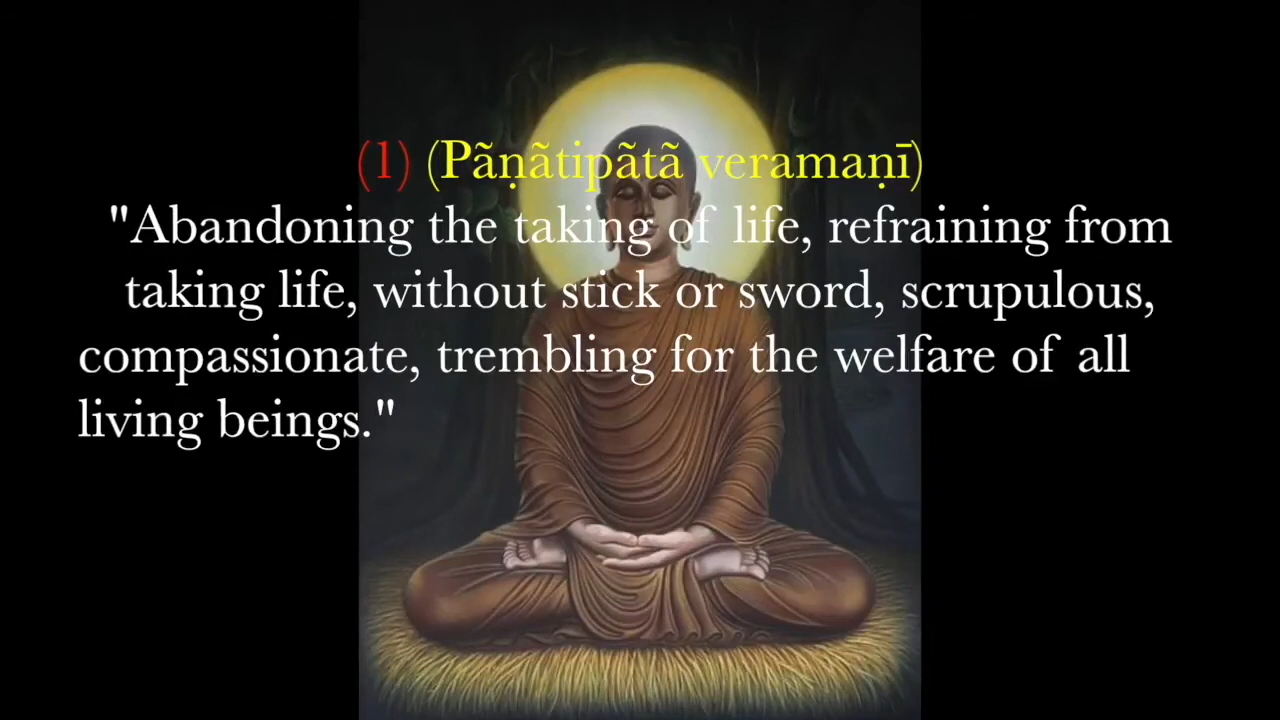 (1) (Pãṇãtipãtã veramaṇī)
"Abandoning the taking of life, refraining from
taking life, without stick or sword, scrupulous,
compassionate, trembling for the welfare of all
living beings."